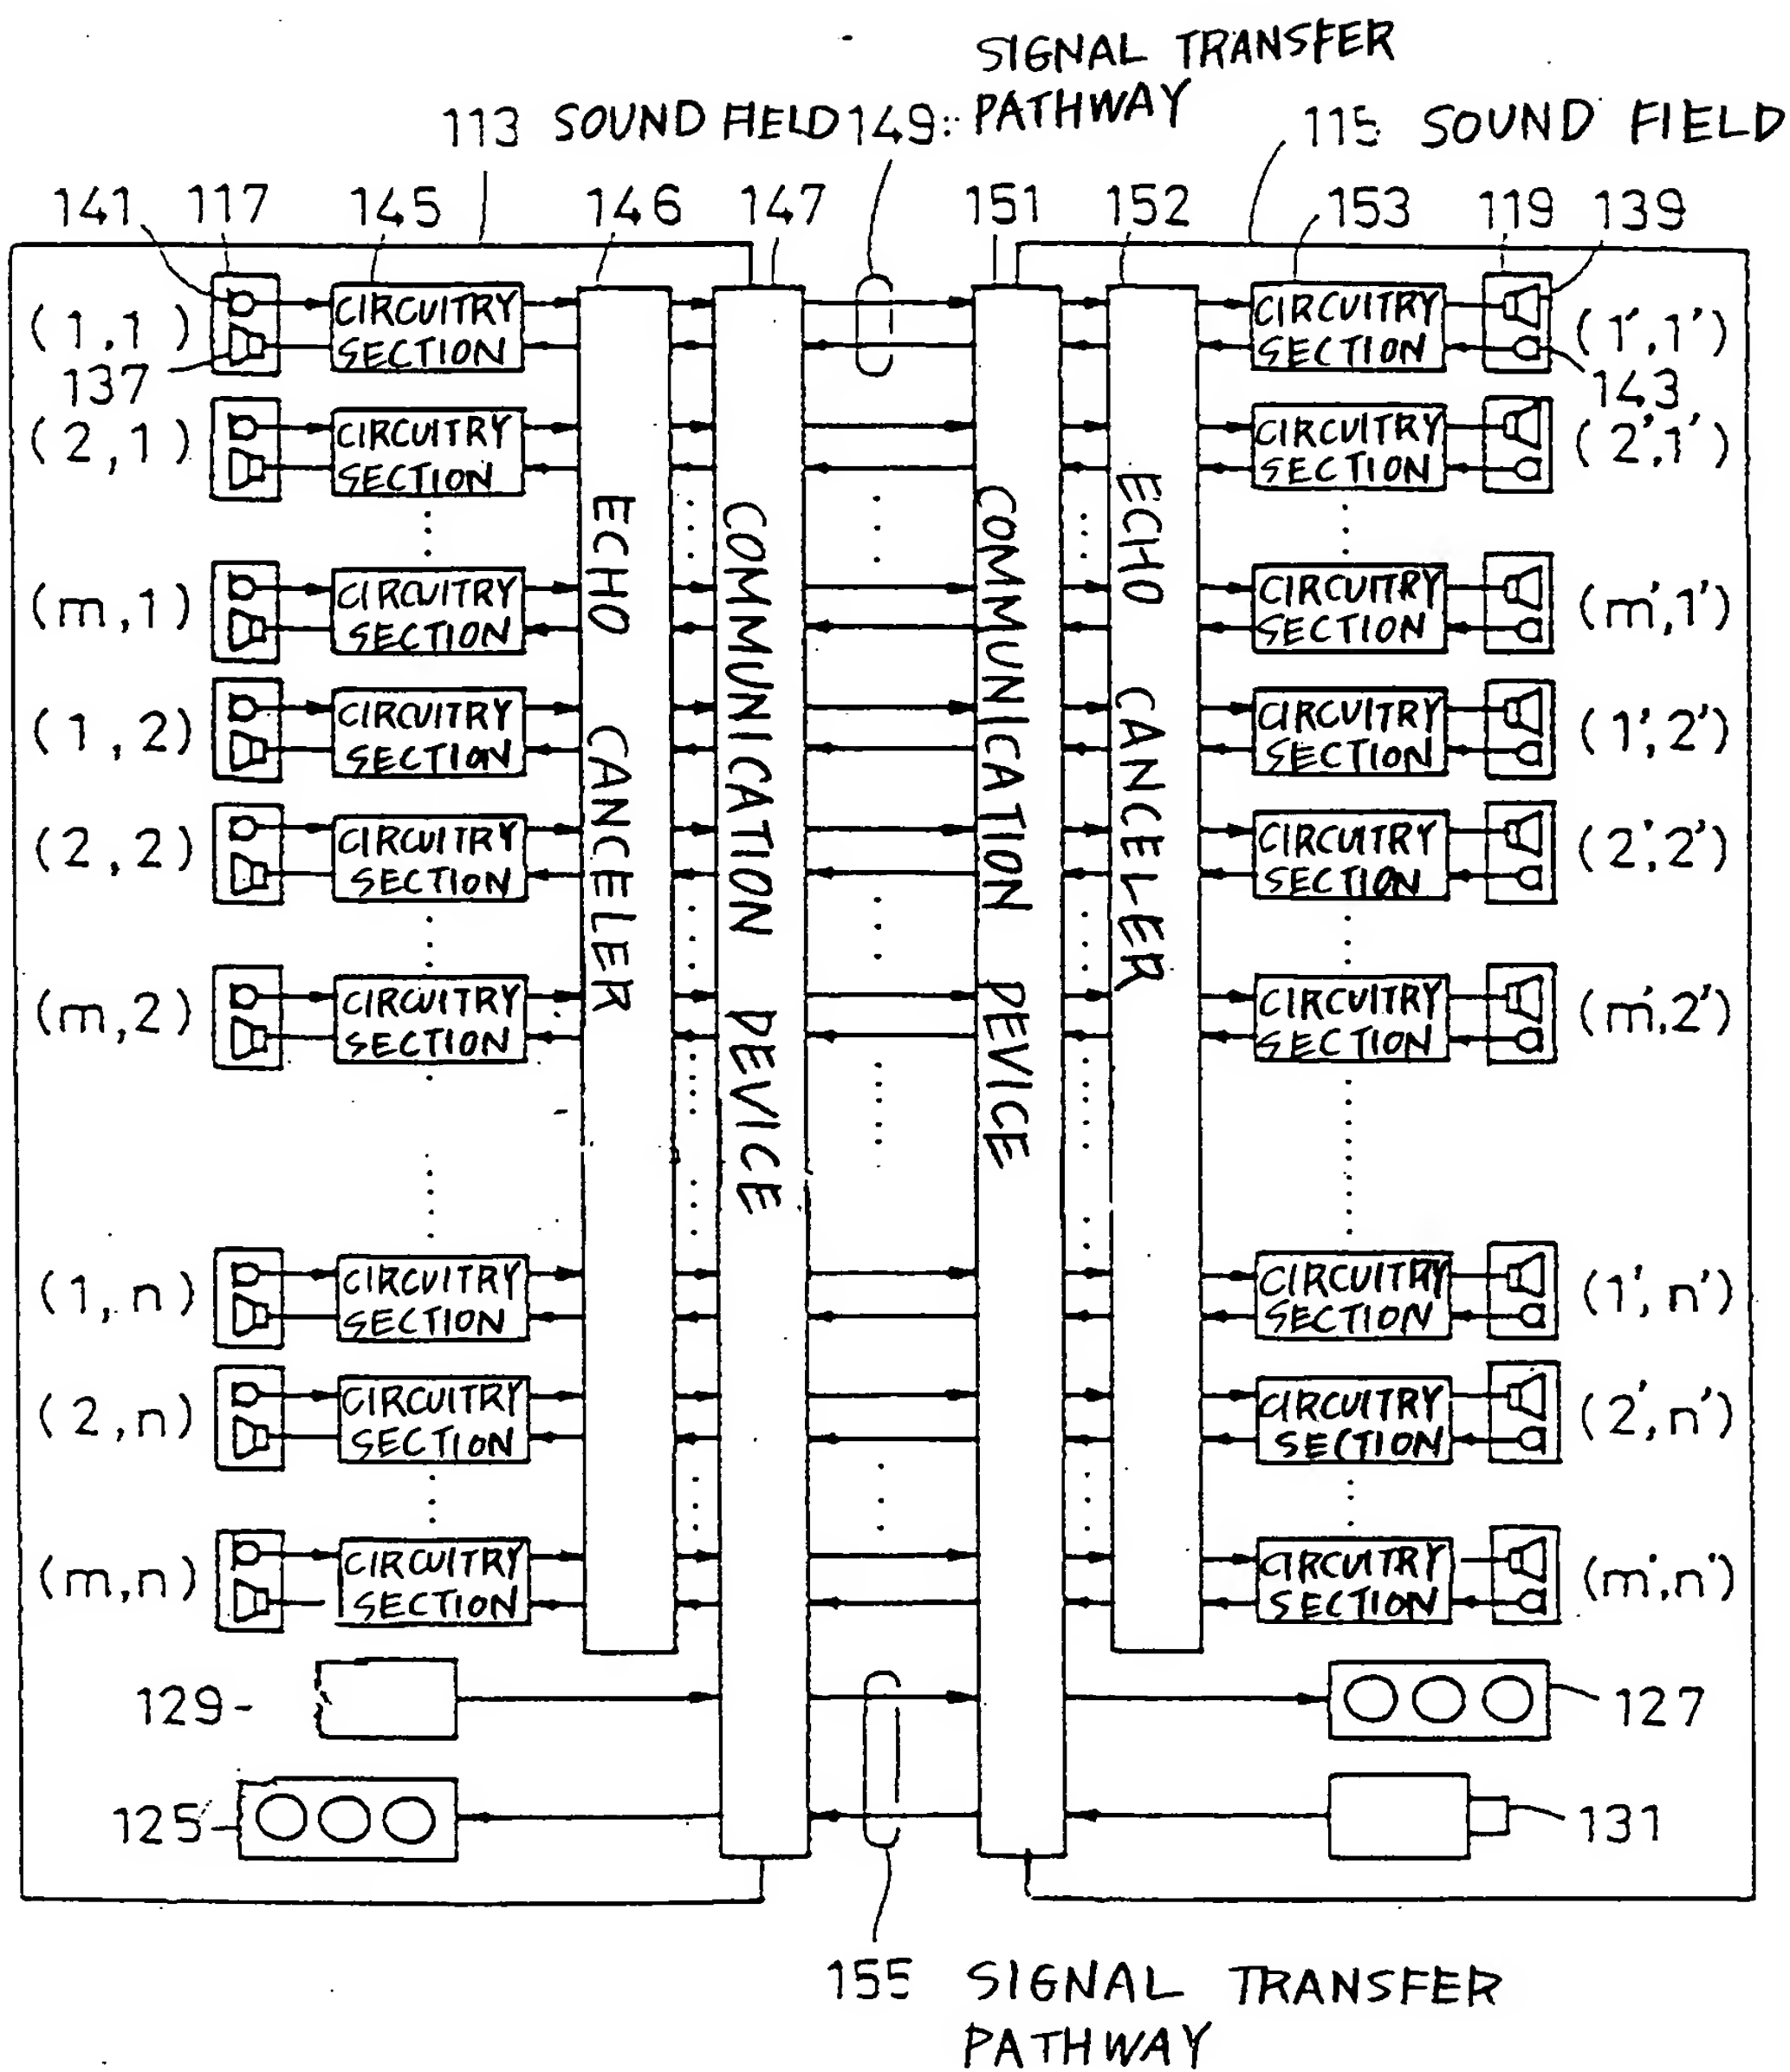 SIGNAL TRANSFER
113 SOUND FIELD 149: PATHWAY 115 SOUND FIELD
141 117 145 146 147 151 152 153 119 139
(1,1) CIRCUITRY SECTION CIRCUITRY SECTION (1',1')
137 143
(2,1) CIRCUITRY SECTION CIRCUITRY SECTION (2',1')
(m,1) CIRCUITRY SECTION CIRCUITRY SECTION (m',1')
(1,2) CIRCUITRY SECTION CIRCUITRY SECTION (1',2')
(2,2) CIRCUITRY SECTION CIRCUITRY SECTION (2',2')
(m,2) CIRCUITRY SECTION CIRCUITRY SECTION (m',2')
(1,n) CIRCUITRY SECTION CIRCUITRY SECTION (1',n')
(2,n) CIRCUITRY SECTION CIRCUITRY SECTION (2',n')
(m,n) CIRCUITRY SECTION CIRCUITRY SECTION (m',n')
ECHO CANCELER
COMMUNICATION DEVICE
COMMUNICATION DEVICE
ECHO CANCELER
129 127
125 131
155 SIGNAL TRANSFER
PATHWAY